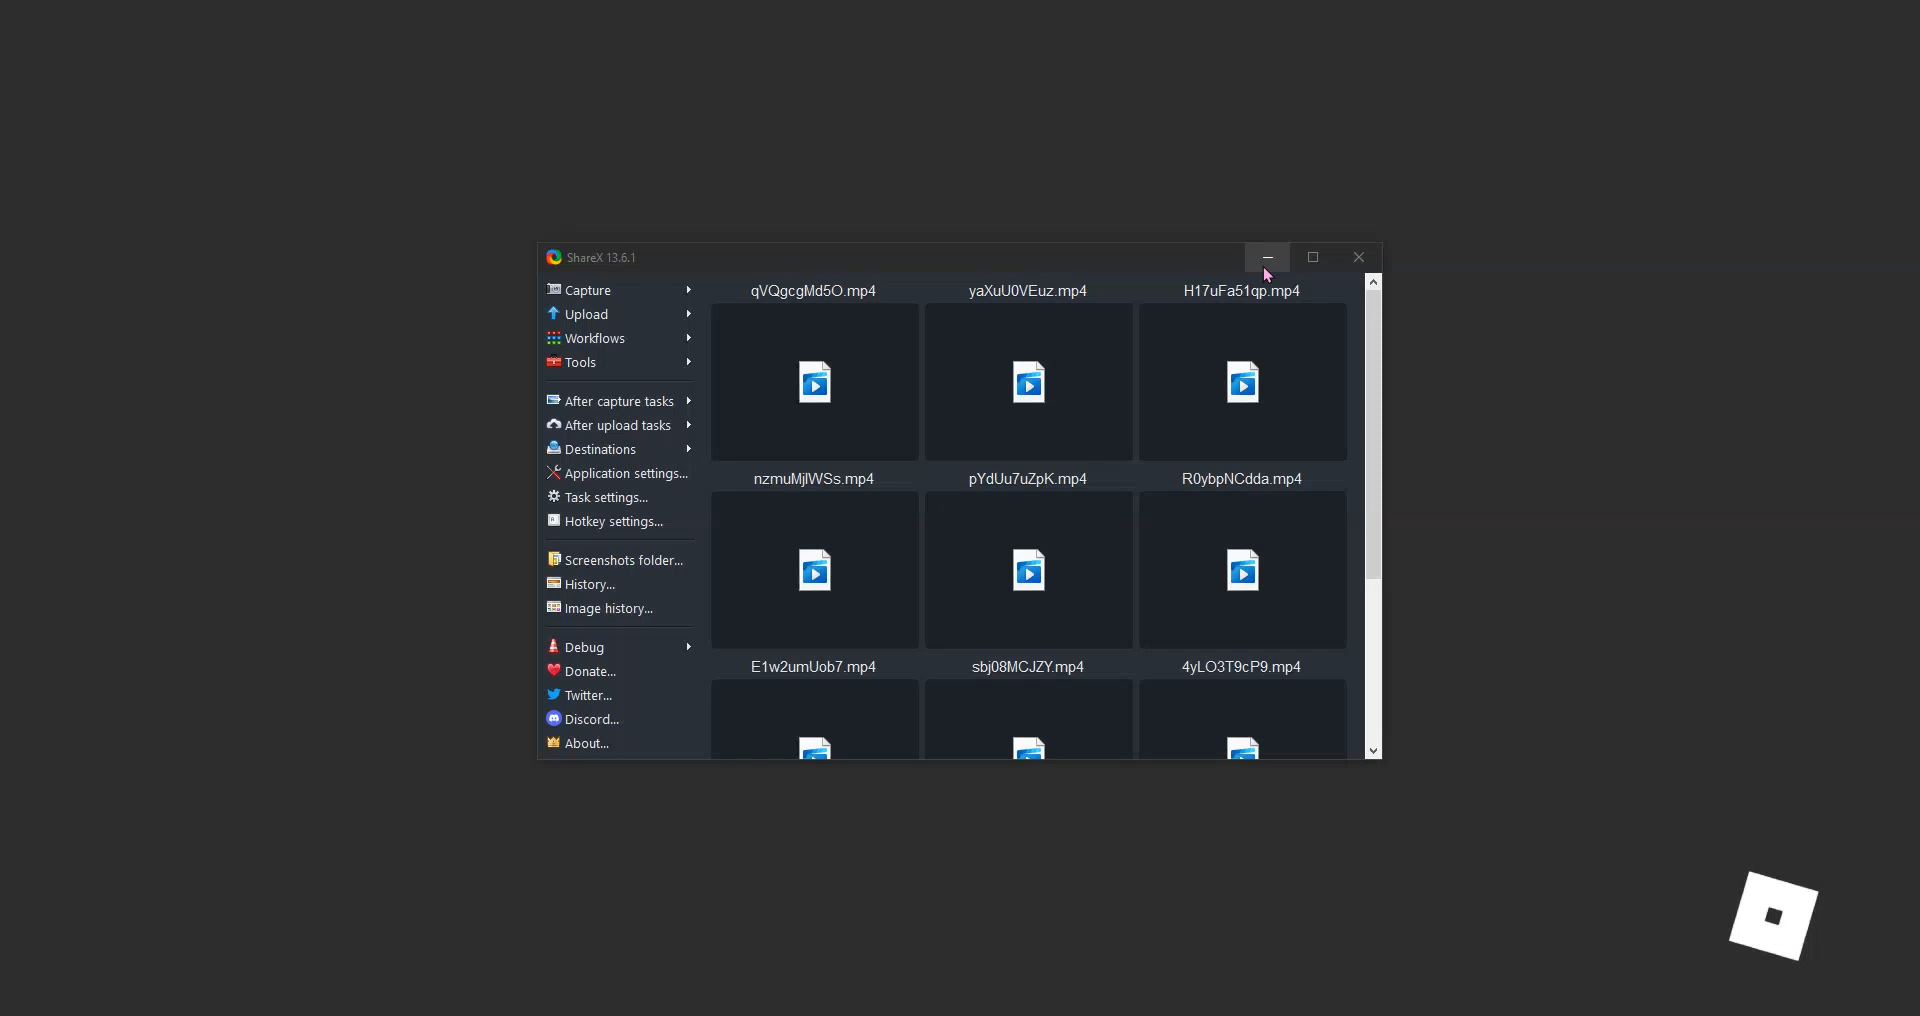 ShareX 13.6.1
Capture
Upload
Workflows
Tools
After capture tasks
After upload tasks
Destinations
Application settings...
Task settings...
Hotkey settings...
Screenshots folder...
History...
Image history...
Debug
Donate...
Twitter...
Discord...
About...
qVQgcgMd5O.mp4 yaXuU0VEuz.mp4 H17uFa51qp.mp4
nzmuMjlWSs.mp4 pYdUu7uZpK.mp4 R0ybpNCdda.mp4
E1w2umUob7.mp4 sbj08MCJZY.mp4 4yLO3T9cP9.mp4